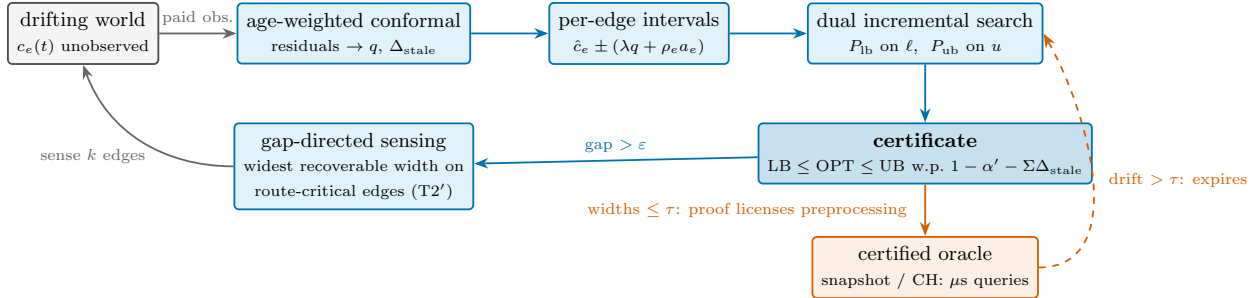 drifting world
c_e(t) unobserved
paid obs.
age-weighted conformal
residuals → q, Δ_stale
per-edge intervals
ĉ_e ± (λq + ρ_e a_e)
dual incremental search
P_lb on ℓ, P_ub on u
gap-directed sensing
widest recoverable width on
route-critical edges (T2′)
sense k edges
gap > ε
certificate
LB ≤ OPT ≤ UB w.p. 1 − α′ − ΣΔ_stale
drift > τ: expires
widths ≤ τ: proof licenses preprocessing
certified oracle
snapshot / CH: μs queries